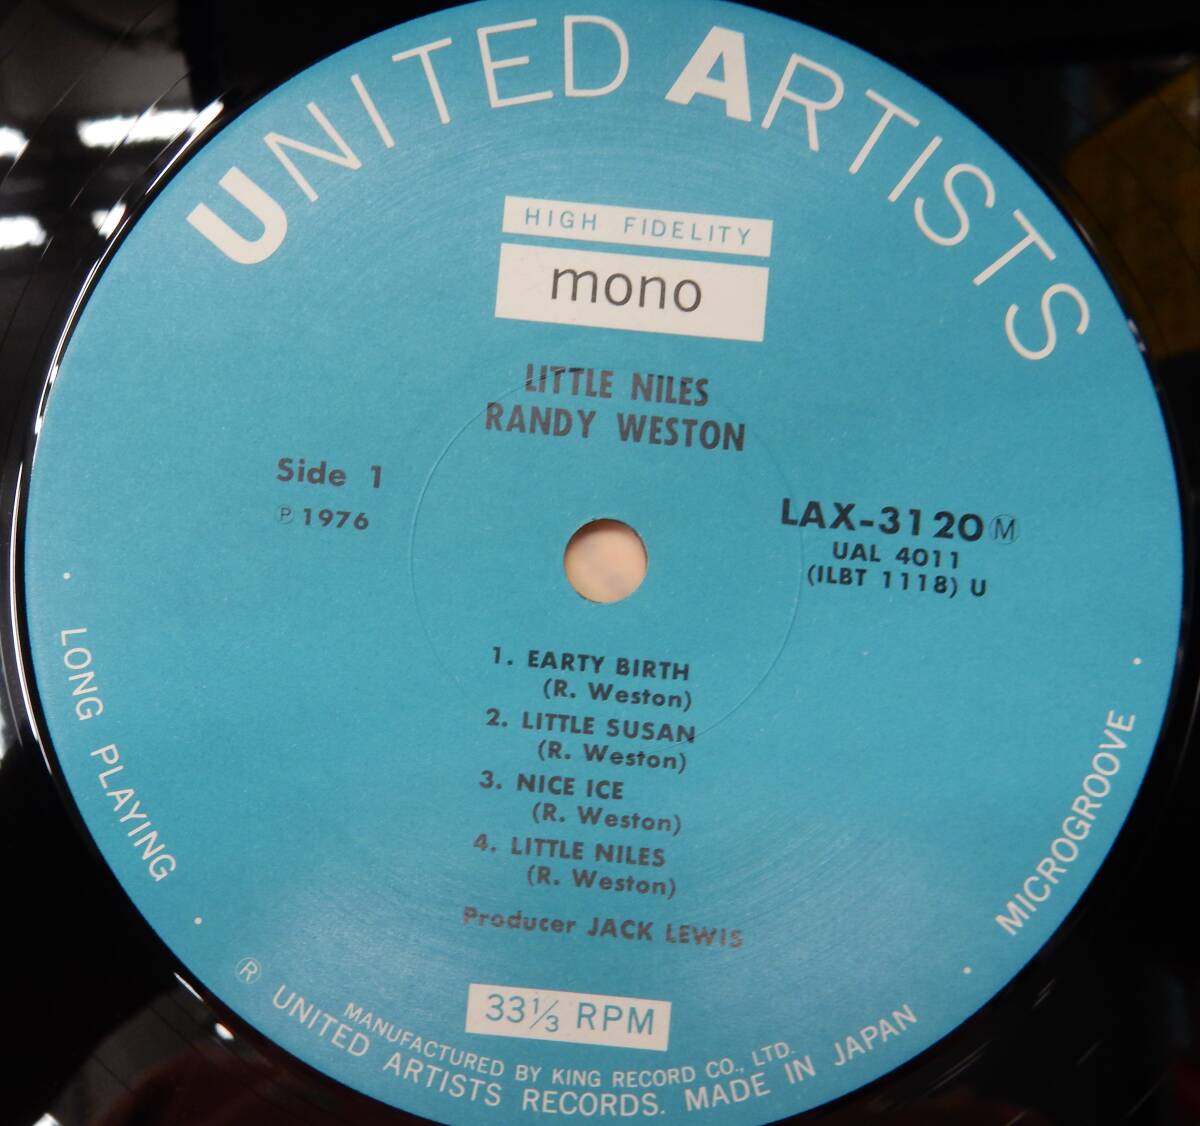 UNITED ARTISTS
HIGH FIDELITY
mono
LITTLE NILES
RANDY WESTON
Side 1
Ⓟ 1976
LAX-3120Ⓜ
UAL 4011
(ILBT 1118) U
1. EARTY BIRTH
(R. Weston)
2. LITTLE SUSAN
(R. Weston)
3. NICE ICE
(R. Weston)
4. LITTLE NILES
(R. Weston)
Producer JACK LEWIS
33⅓ RPM
· LONG PLAYING ·
· MICROGROOVE ·
MANUFACTURED BY KING RECORD CO., LTD.
® UNITED ARTISTS RECORDS. MADE IN JAPAN